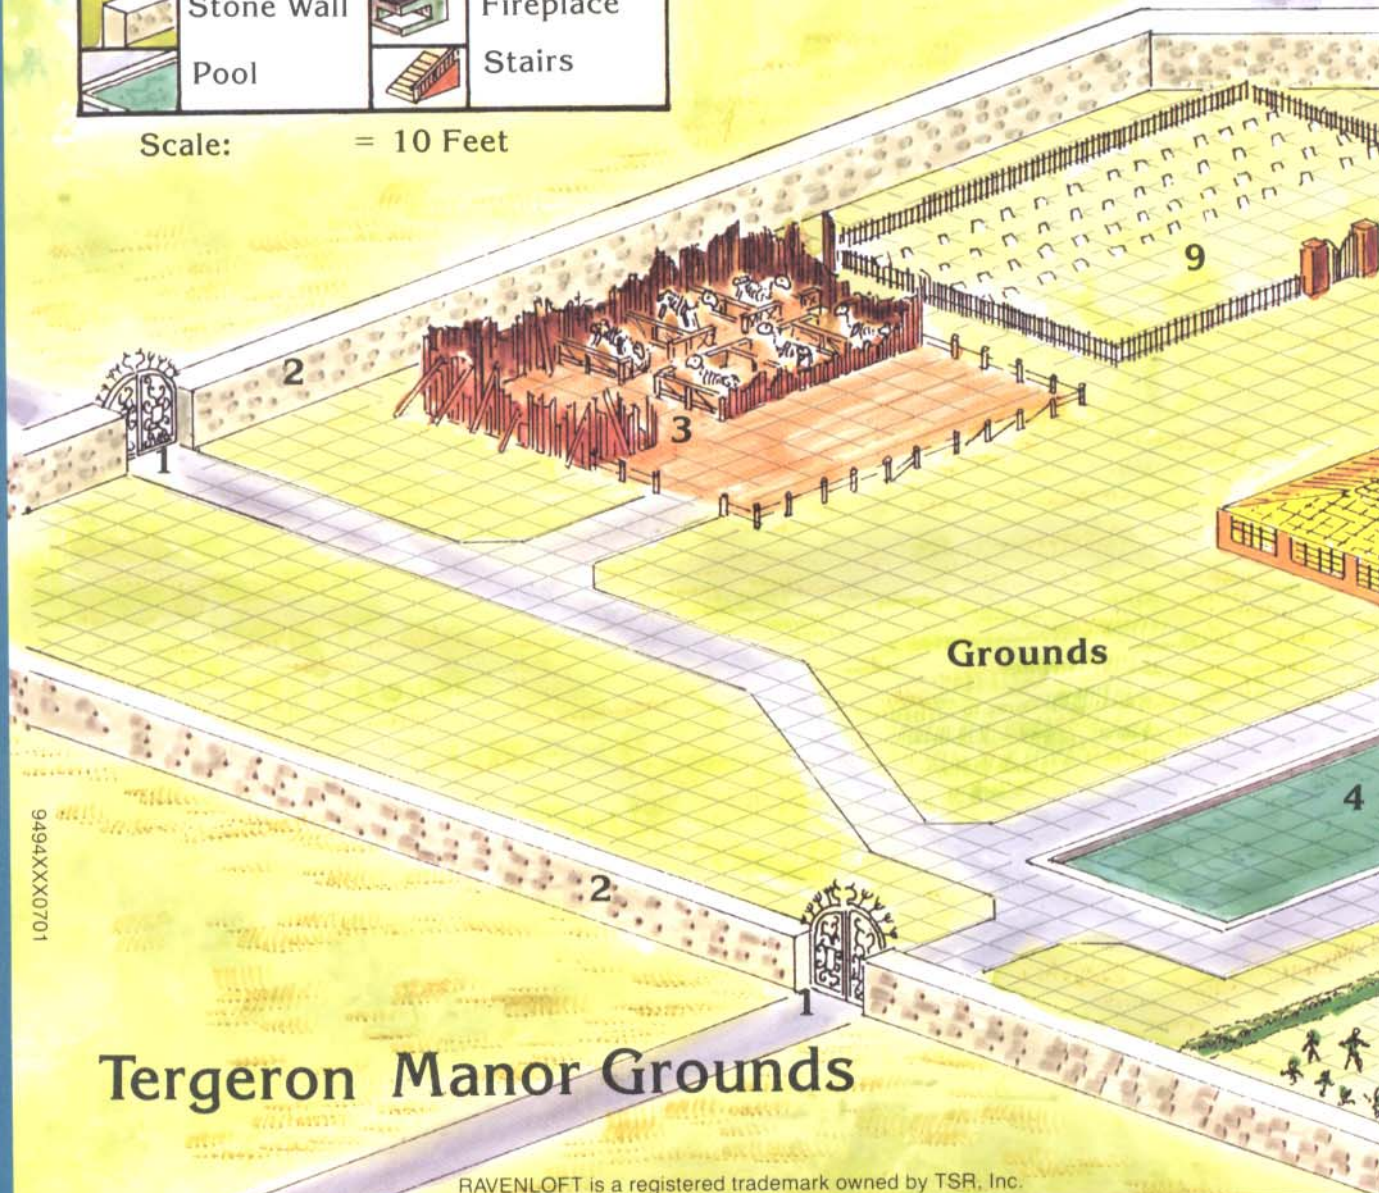 Stone Wall
Fireplace
Pool
Stairs
Scale: = 10 Feet
9
2
3
1
Grounds
4
2
9494XXX0701
1
Tergeron Manor Grounds
RAVENLOFT is a registered trademark owned by TSR, Inc.